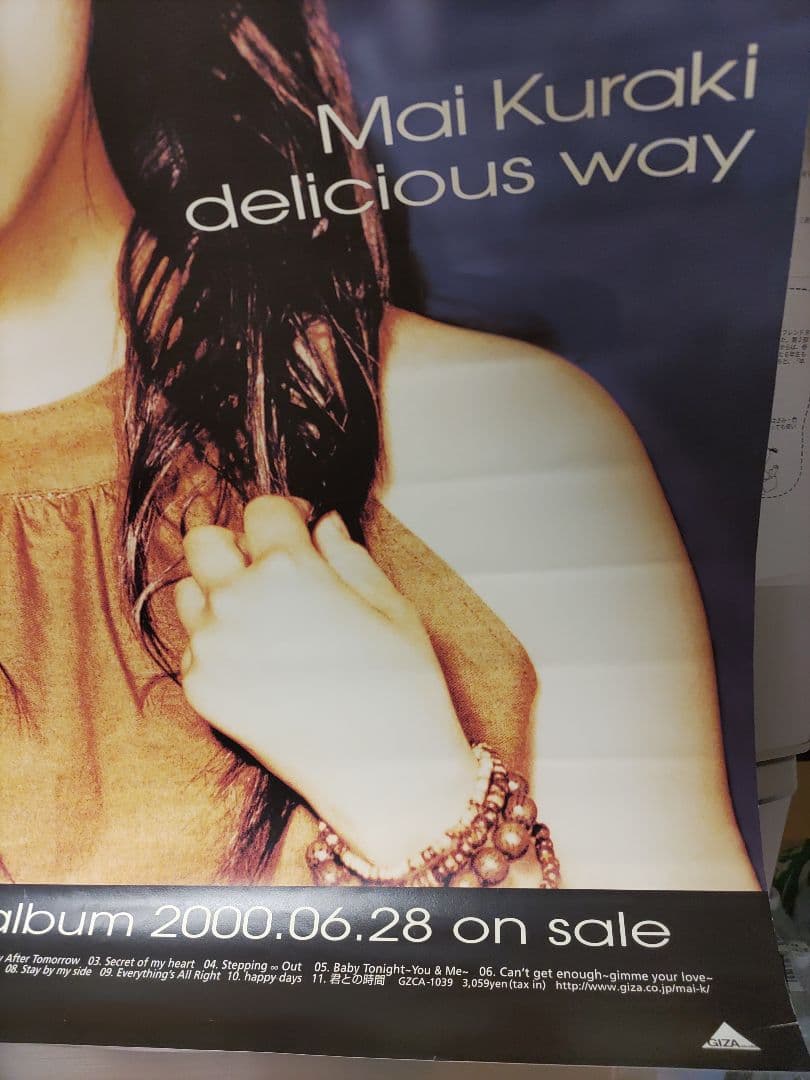 Mai Kuraki
delicious way
album 2000.06.28 on sale
After Tomorrow 03. Secret of my heart 04. Stepping ∞ Out 05. Baby Tonight~You & Me~ 06. Can't get enough~gimme your love~
08. Stay by my side 09. Everything's All Right 10. happy days 11. 君との時間 GZCA-1039 3,059yen(tax in) http://www.giza.co.jp/mai-k/
GIZA